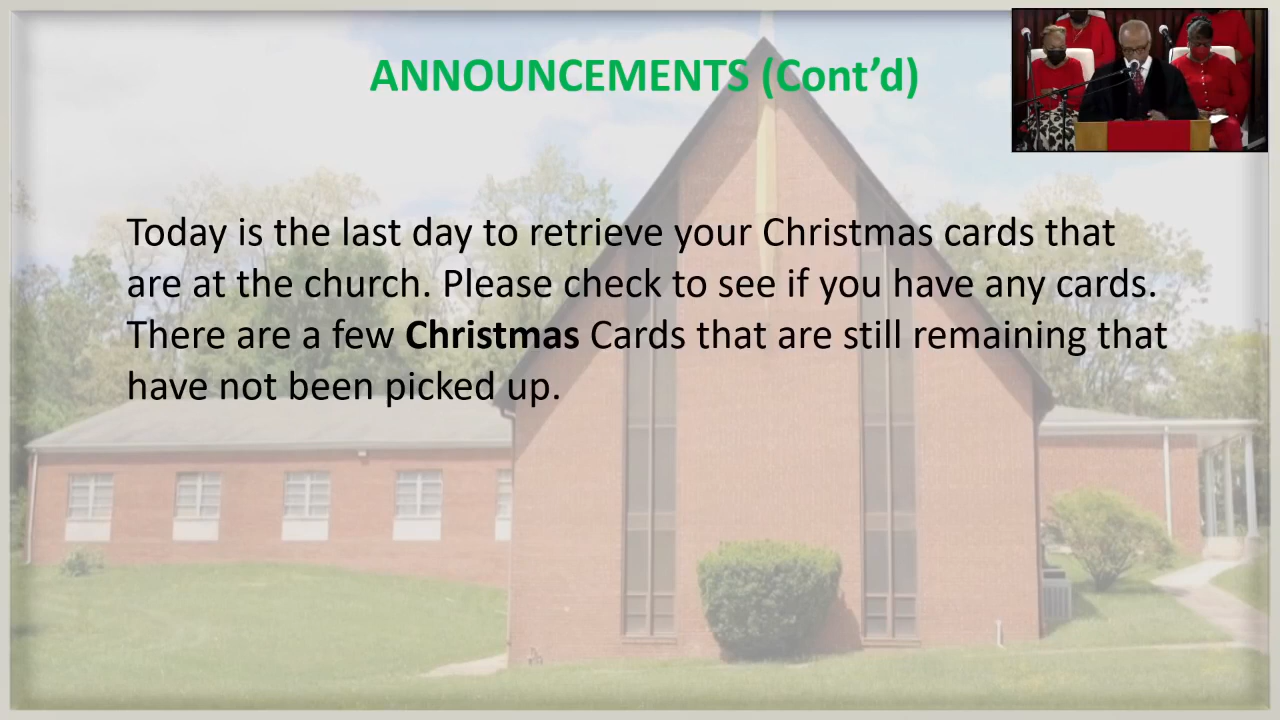 ANNOUNCEMENTS (Cont’d)
Today is the last day to retrieve your Christmas cards that
are at the church. Please check to see if you have any cards.
There are a few Christmas Cards that are still remaining that
have not been picked up.